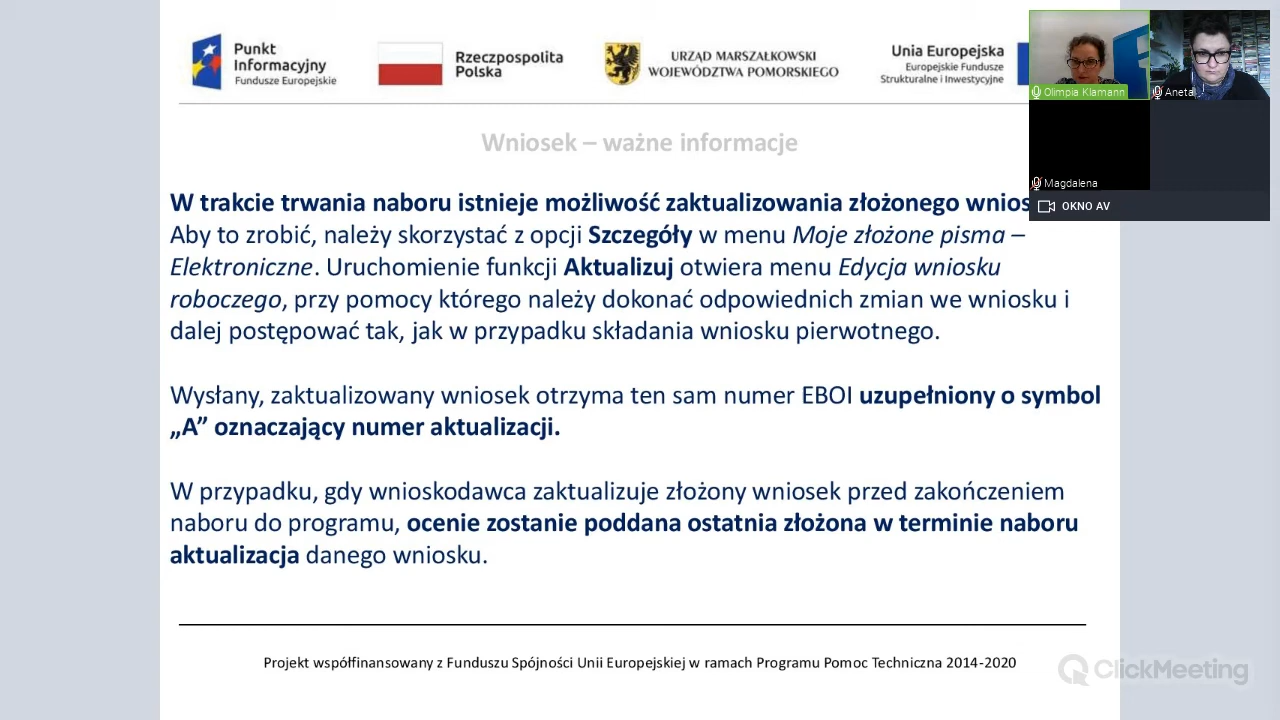 Punkt
Informacyjny
Fundusze Europejskie
Rzeczpospolita
Polska
URZĄD MARSZAŁKOWSKI
WOJEWÓDZTWA POMORSKIEGO
Unia Europejska
Europejskie Fundusze
Strukturalne i Inwestycyjne
Olimpia Klamann
Aneta
Magdalena
OKNO AV
Wniosek – ważne informacje
W trakcie trwania naboru istnieje możliwość zaktualizowania złożonego wnios
Aby to zrobić, należy skorzystać z opcji Szczegóły w menu Moje złożone pisma –
Elektroniczne. Uruchomienie funkcji Aktualizuj otwiera menu Edycja wniosku
roboczego, przy pomocy którego należy dokonać odpowiednich zmian we wniosku i
dalej postępować tak, jak w przypadku składania wniosku pierwotnego.
Wysłany, zaktualizowany wniosek otrzyma ten sam numer EBOI uzupełniony o symbol
„A” oznaczający numer aktualizacji.
W przypadku, gdy wnioskodawca zaktualizuje złożony wniosek przed zakończeniem
naboru do programu, ocenie zostanie poddana ostatnia złożona w terminie naboru
aktualizacja danego wniosku.
Projekt współfinansowany z Funduszu Spójności Unii Europejskiej w ramach Programu Pomoc Techniczna 2014-2020
ClickMeeting